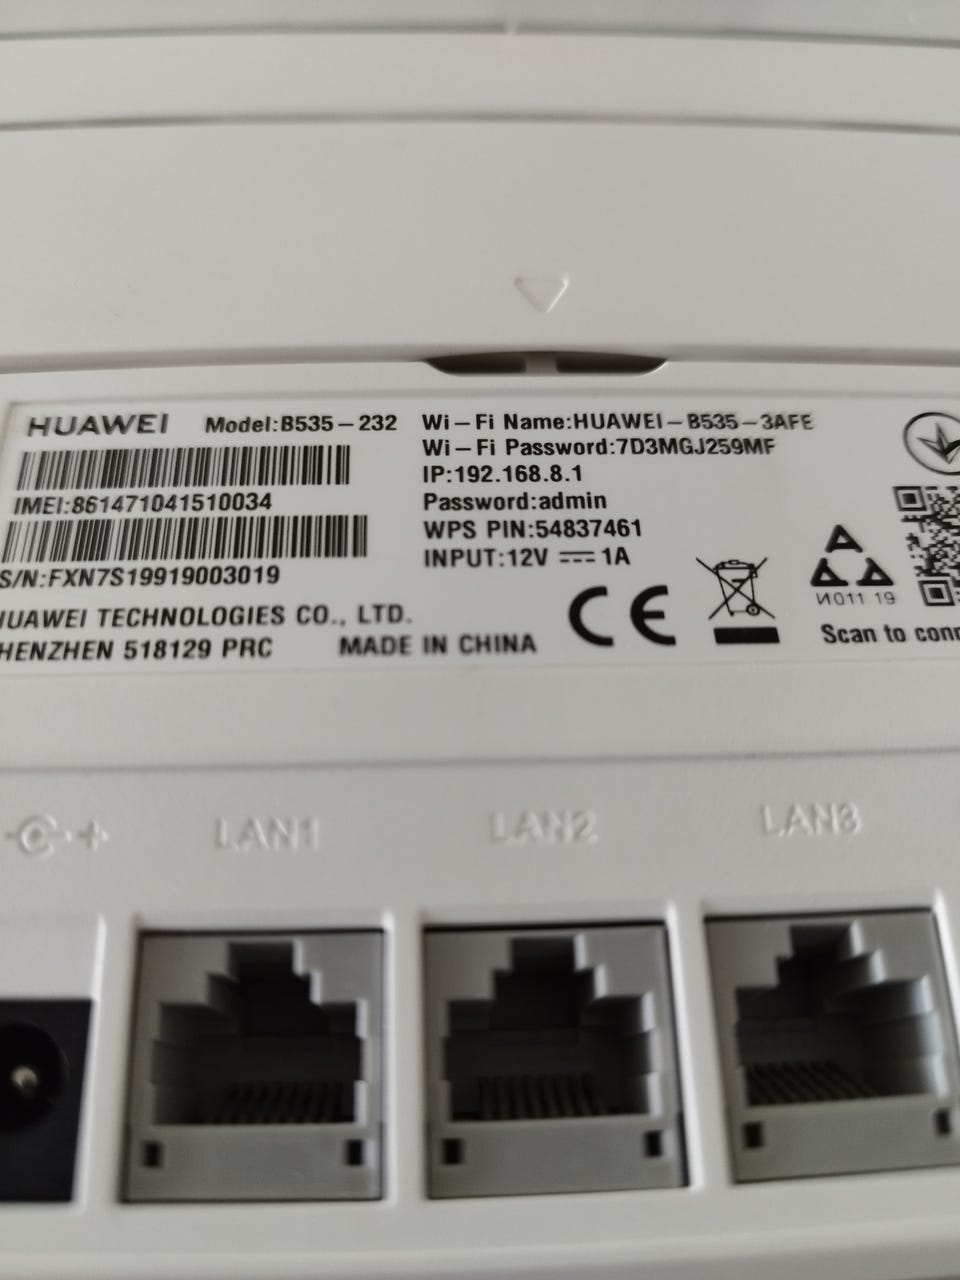 HUAWEI Model:B535-232
IMEI:861471041510034
S/N:FXN7S19919003019
HUAWEI TECHNOLOGIES CO., LTD.
SHENZHEN 518129 PRC MADE IN CHINA
Wi-Fi Name:HUAWEI-B535-3AFE
Wi-Fi Password:7D3MGJ259MF
IP:192.168.8.1
Password:admin
WPS PIN:54837461
INPUT:12V ⎓ 1A
CE
И011 19
Scan to
LAN1 LAN2 LAN3